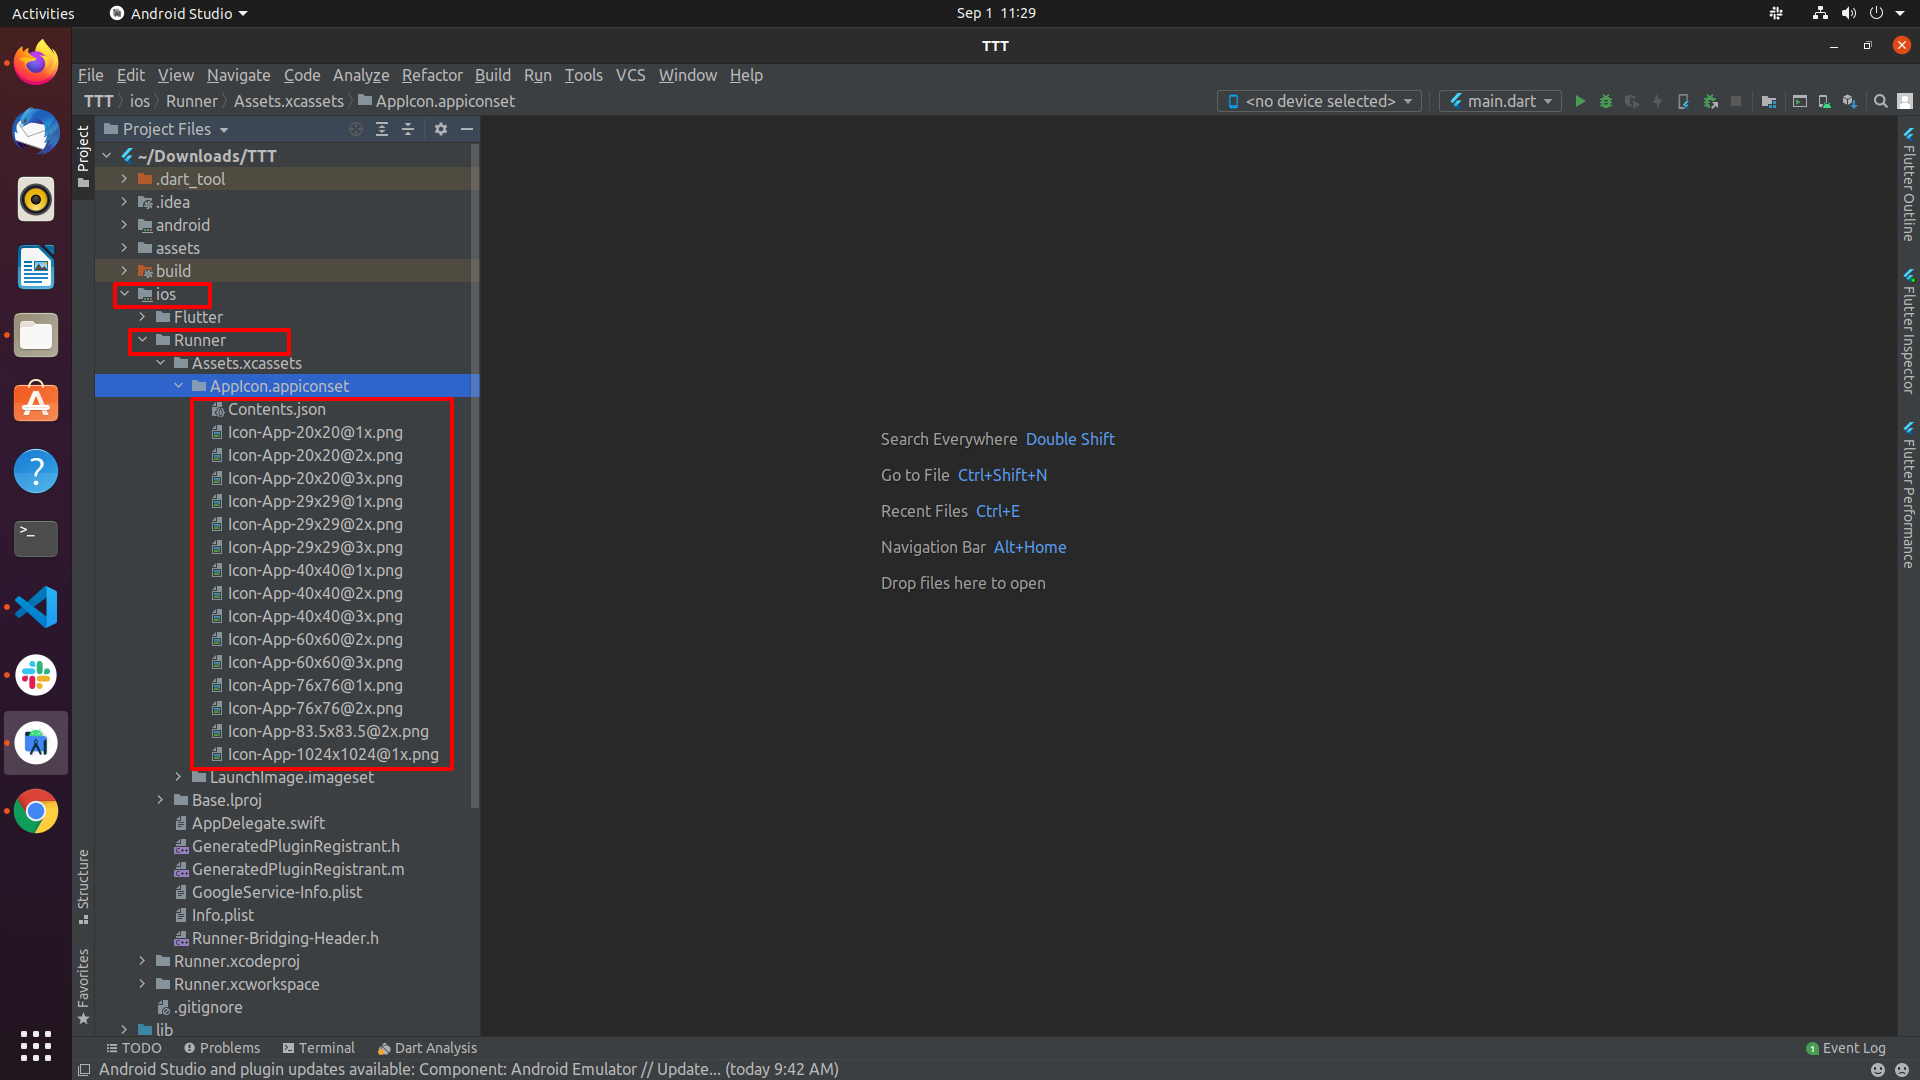 Activities Android Studio Sep 1 11:29
TTT
File Edit View Navigate Code Analyze Refactor Build Run Tools VCS Window Help
TTT ios Runner Assets.xcassets AppIcon.appiconset <no device selected> main.dart
Project
Project Files
~/Downloads/TTT
.dart_tool
.idea
android
assets
build
ios
Flutter
Runner
Assets.xcassets
AppIcon.appiconset
Contents.json
Icon-App-20x20@1x.png
Icon-App-20x20@2x.png
Icon-App-20x20@3x.png
Icon-App-29x29@1x.png
Icon-App-29x29@2x.png
Icon-App-29x29@3x.png
Icon-App-40x40@1x.png
Icon-App-40x40@2x.png
Icon-App-40x40@3x.png
Icon-App-60x60@2x.png
Icon-App-60x60@3x.png
Icon-App-76x76@1x.png
Icon-App-76x76@2x.png
Icon-App-83.5x83.5@2x.png
Icon-App-1024x1024@1x.png
LaunchImage.imageset
Base.lproj
AppDelegate.swift
GeneratedPluginRegistrant.h
GeneratedPluginRegistrant.m
GoogleService-Info.plist
Info.plist
Runner-Bridging-Header.h
Runner.xcodeproj
Runner.xcworkspace
.gitignore
lib
Structure
Favorites
Search Everywhere Double Shift
Go to File Ctrl+Shift+N
Recent Files Ctrl+E
Navigation Bar Alt+Home
Drop files here to open
Flutter Outline
Flutter Inspector
Flutter Performance
TODO Problems Terminal Dart Analysis 1 Event Log
Android Studio and plugin updates available: Component: Android Emulator // Update... (today 9:42 AM)